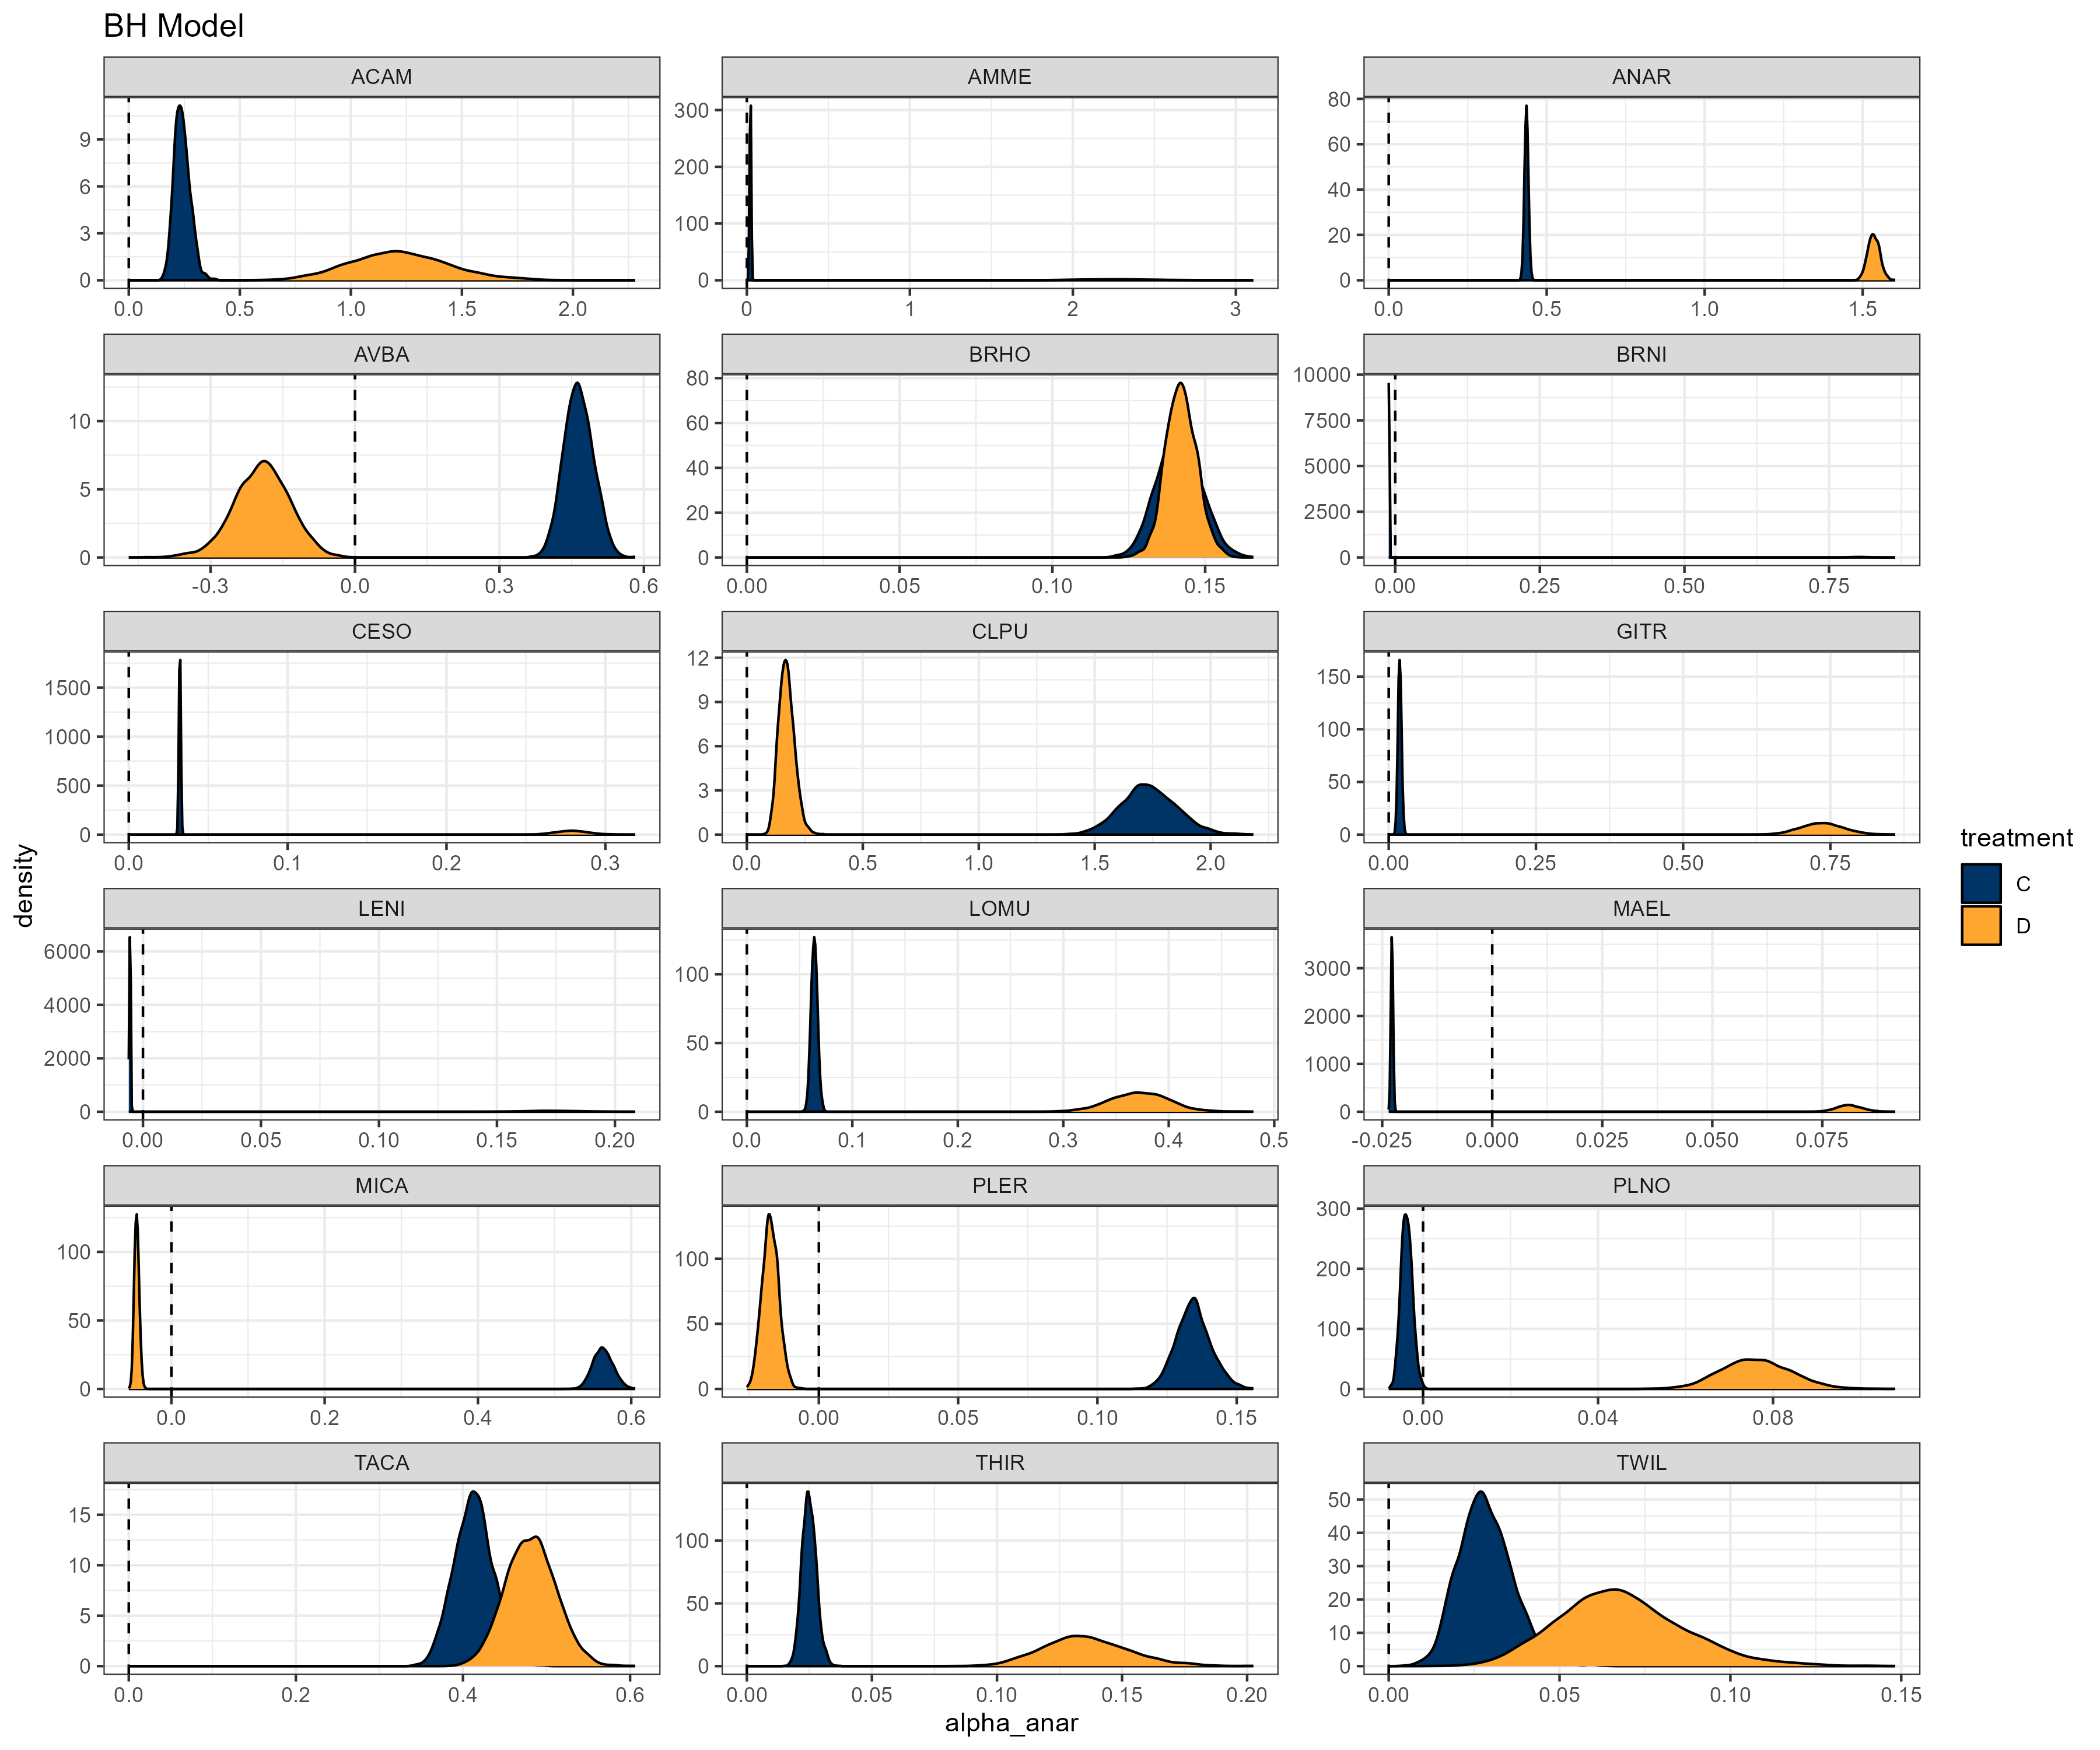 BH Model
ACAM AMME ANAR
9 6 3 0
0.0 0.5 1.0 1.5 2.0
300 200 100 0
0 1 2 3
80 60 40 20 0
0.0 0.5 1.0 1.5
AVBA BRHO BRNI
10 5 0
-0.3 0.0 0.3 0.6
80 60 40 20 0
0.00 0.05 0.10 0.15
10000 7500 5000 2500 0
0.00 0.25 0.50 0.75
CESO CLPU GITR
1500 1000 500 0
0.0 0.1 0.2 0.3
12 9 6 3 0
0.0 0.5 1.0 1.5 2.0
150 100 50 0
0.00 0.25 0.50 0.75
LENI LOMU MAEL
6000 4000 2000 0
0.00 0.05 0.10 0.15 0.20
100 50 0
0.0 0.1 0.2 0.3 0.4 0.5
3000 2000 1000 0
-0.025 0.000 0.025 0.050 0.075
MICA PLER PLNO
100 50 0
0.0 0.2 0.4 0.6
100 50 0
0.00 0.05 0.10 0.15
300 200 100 0
0.00 0.04 0.08
TACA THIR TWIL
15 10 5 0
0.0 0.2 0.4 0.6
100 50 0
0.00 0.05 0.10 0.15 0.20
50 40 30 20 10 0
0.00 0.05 0.10 0.15
density
alpha_anar
treatment
C
D